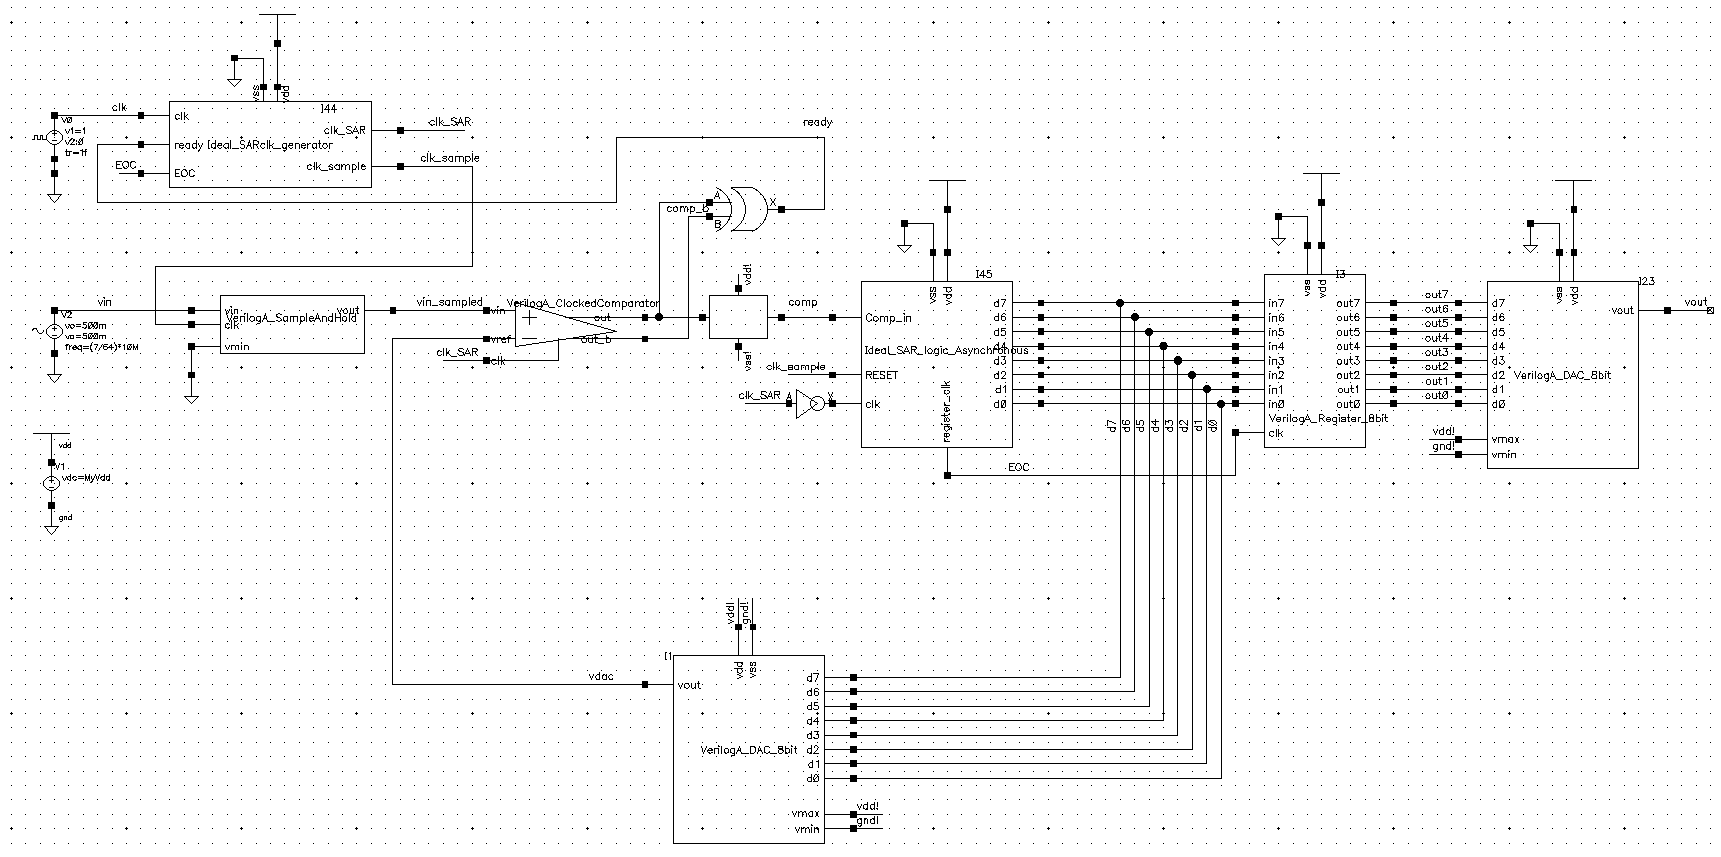 vss
vdd
I44
clk
V0
v1=1
v2:0
tr=1f
clk
clk_SAR
clk_SAR
ready Ideal_SARclk_generator
clk_sample
clk_sample
EOC
EOC
ready
A
comp_b
X
B
vin
V2
vo=500m
va=500m
freq=(7/64)*10M
vin
vout
VerilogA_SampleAndHold
clk
vmin
vin_sampled
vin
VerilogA_ClockedComparator
out
vref
out_b
clk_SAR
clk
vdd!
vss!
comp
I45
vss
vdd
Comp_in
Ideal_SAR_logic_Asynchronous
RESET
clk_sample
clk_SAR
A
Y
clk
register_clk
d7
d6
d5
d4
d3
d2
d1
d0
EOC
d7
d6
d5
d4
d3
d2
d1
d0
I3
vss
vdd
in7
in6
in5
in4
in3
in2
in1
in0
out7
out6
out5
out4
out3
out2
out1
out0
VerilogA_Register_8bit
clk
out7
out6
out5
out4
out3
out2
out1
out0
I23
vss
vdd
d7
d6
d5
d4
d3
d2
d1
d0
vout
vout
VerilogA_DAC_8bit
vdd!
vmax
gnd!
vmin
vdd
V1
vdc=MyVdd
gnd
vdd!
gnd!
I1
vdd
vss
vdac
vout
d7
d6
d5
d4
d3
VerilogA_DAC_8bit
d2
d1
d0
vmax
vdd!
vmin
gnd!